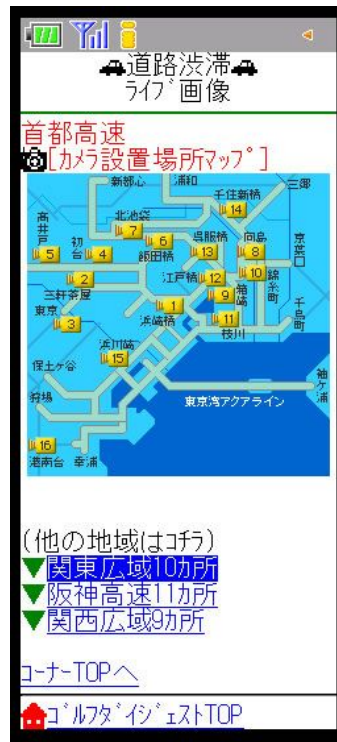 道路渋滞
ﾗｲﾌﾞ画像
首都高速
[ｶﾒﾗ設置場所ﾏｯﾌﾟ]
新都心
浦和
三郷
千住新橋
14
高井戸
北池袋
7
初台
6
呉服橋
向島
京葉口
5
4
飯田橋
13
8
2
江戸橋
12
10
錦糸町
三軒茶屋
9
箱崎
千鳥町
東京
1
3
浜崎橋
11
枝川
浜川崎
15
保土ヶ谷
袖ヶ浦
狩場
東京湾アクアライン
16
港南台
幸浦
(他の地域はｺﾁﾗ)
▼関東広域10ｶ所
▼阪神高速11ｶ所
▼関西広域9ｶ所
ｺｰﾅｰTOPへ
ｺﾞﾙﾌﾀﾞｲｼﾞｪｽﾄTOP